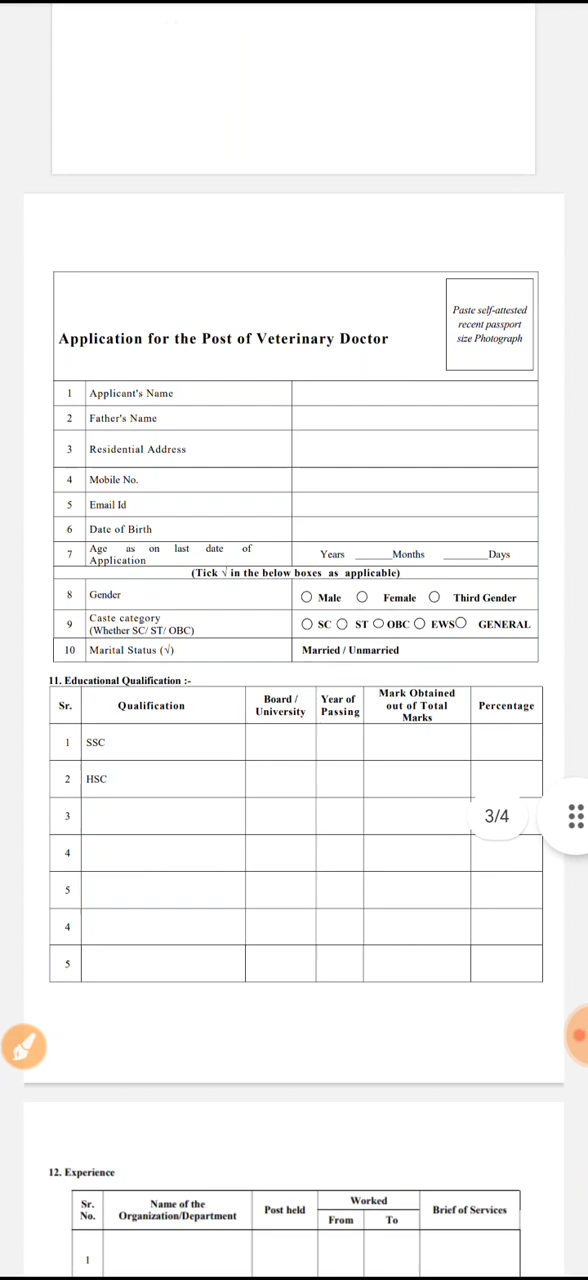 Paste self-attested
recent passport
size Photograph
Application for the Post of Veterinary Doctor
1 Applicant's Name
2 Father's Name
3 Residential Address
4 Mobile No.
5 Email Id
6 Date of Birth
7 Age as on last date of
Application
Years ______Months _______Days
(Tick √ in the below boxes as applicable)
8 Gender Male Female Third Gender
9 Caste category
(Whether SC/ ST/ OBC)
SC ST OBC EWS GENERAL
10 Marital Status (√) Married / Unmarried
11. Educational Qualification :-
Sr. Qualification Board /
University Year of
Passing Mark Obtained
out of Total
Marks Percentage
1 SSC
2 HSC
3
3/4
4
5
4
5
12. Experience
Sr.
No. Name of the
Organization/Department Post held Worked
From To Brief of Services
1